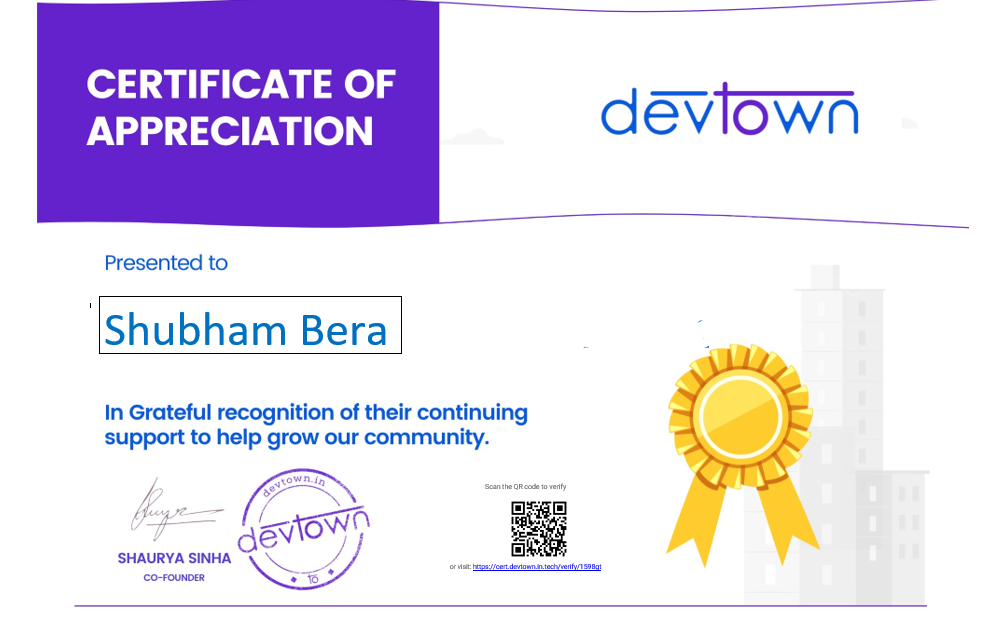 CERTIFICATE OF
APPRECIATION
devtown
Presented to
Shubham Bera
In Grateful recognition of their continuing
support to help grow our community.
devtown.in
devtown
to
SHAURYA SINHA
CO-FOUNDER
Scan the QR code to verify
or visit: https://cert.devtown.in.tech/verify/1598gt